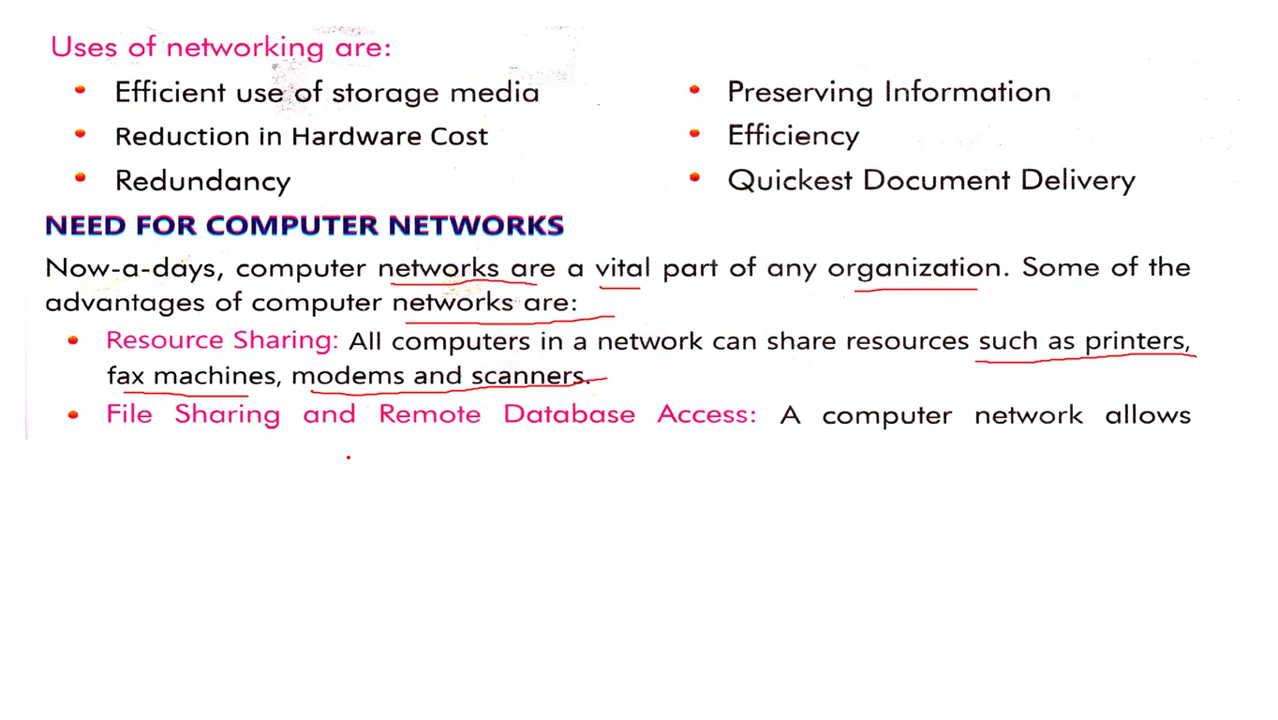 Uses of networking are:
• Efficient use of storage media
• Preserving Information
• Reduction in Hardware Cost
• Efficiency
• Redundancy
• Quickest Document Delivery
NEED FOR COMPUTER NETWORKS
Now-a-days, computer networks are a vital part of any organization. Some of the
advantages of computer networks are:
• Resource Sharing: All computers in a network can share resources such as printers,
fax machines, modems and scanners.
• File Sharing and Remote Database Access: A computer network allows